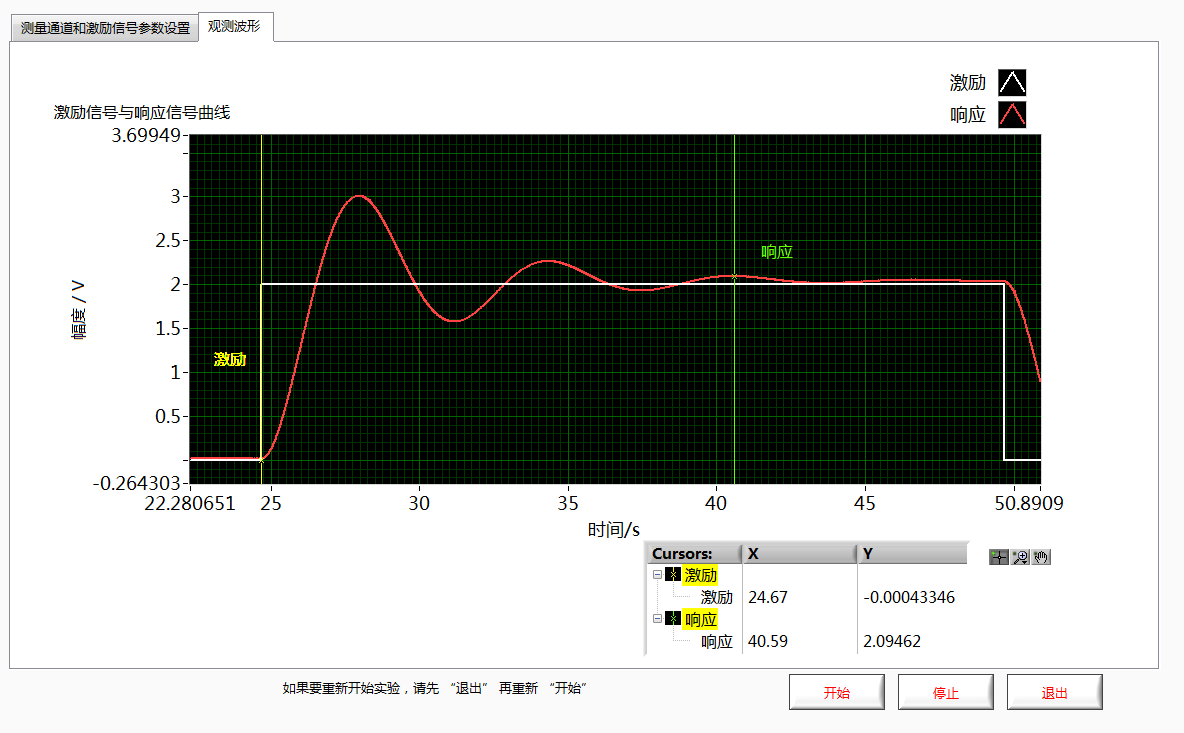 测量通道和激励信号参数设置 观测波形
激励
响应
激励信号与响应信号曲线
3.69949
3
2.5
2
1.5
1
0.5
-0.264303
幅度 / V
响应
激励
22.280651 25 30 35 40 45 50.8909
时间/s
Cursors: X Y
激励
激励 24.67 -0.00043346
响应
响应 40.59 2.09462
如果要重新开始实验，请先 “退出” 再重新 “开始”
开始 停止 退出